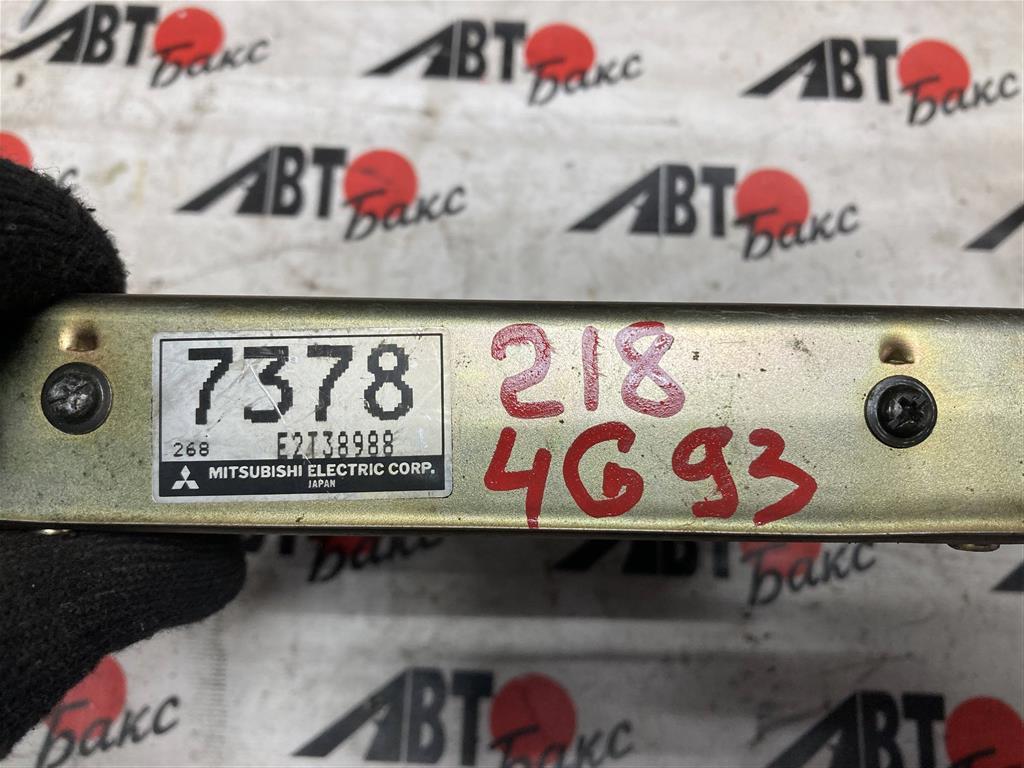 АВТО Бакс
АВТО Бакс
АВТО Бакс
АВТО Бакс
АВТО Бакс
7378
268 E2T38988
MITSUBISHI ELECTRIC CORP.
JAPAN
218
4G93
Бакс
Бакс
АВТО Бакс
АВТО